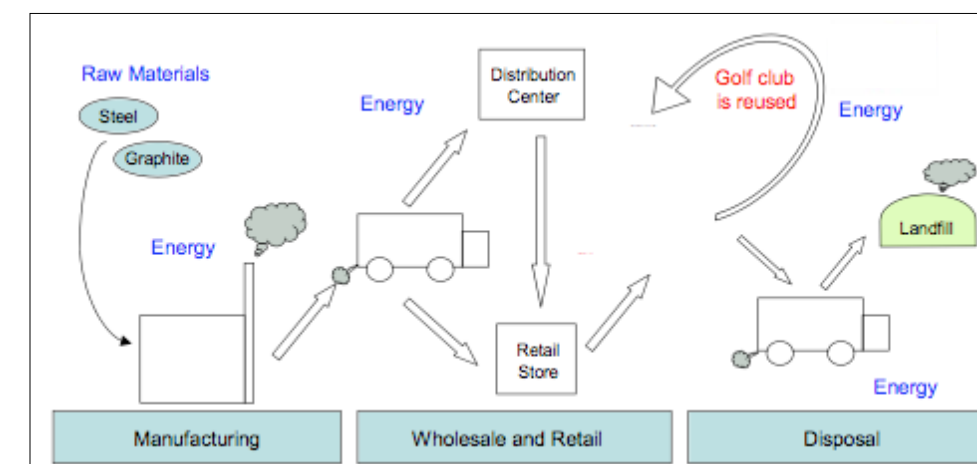 Raw Materials
Steel
Graphite
Energy
Energy
Distribution
Center
Retail
Store
Golf club
is reused
Energy
Landfill
Energy
Manufacturing
Wholesale and Retail
Disposal